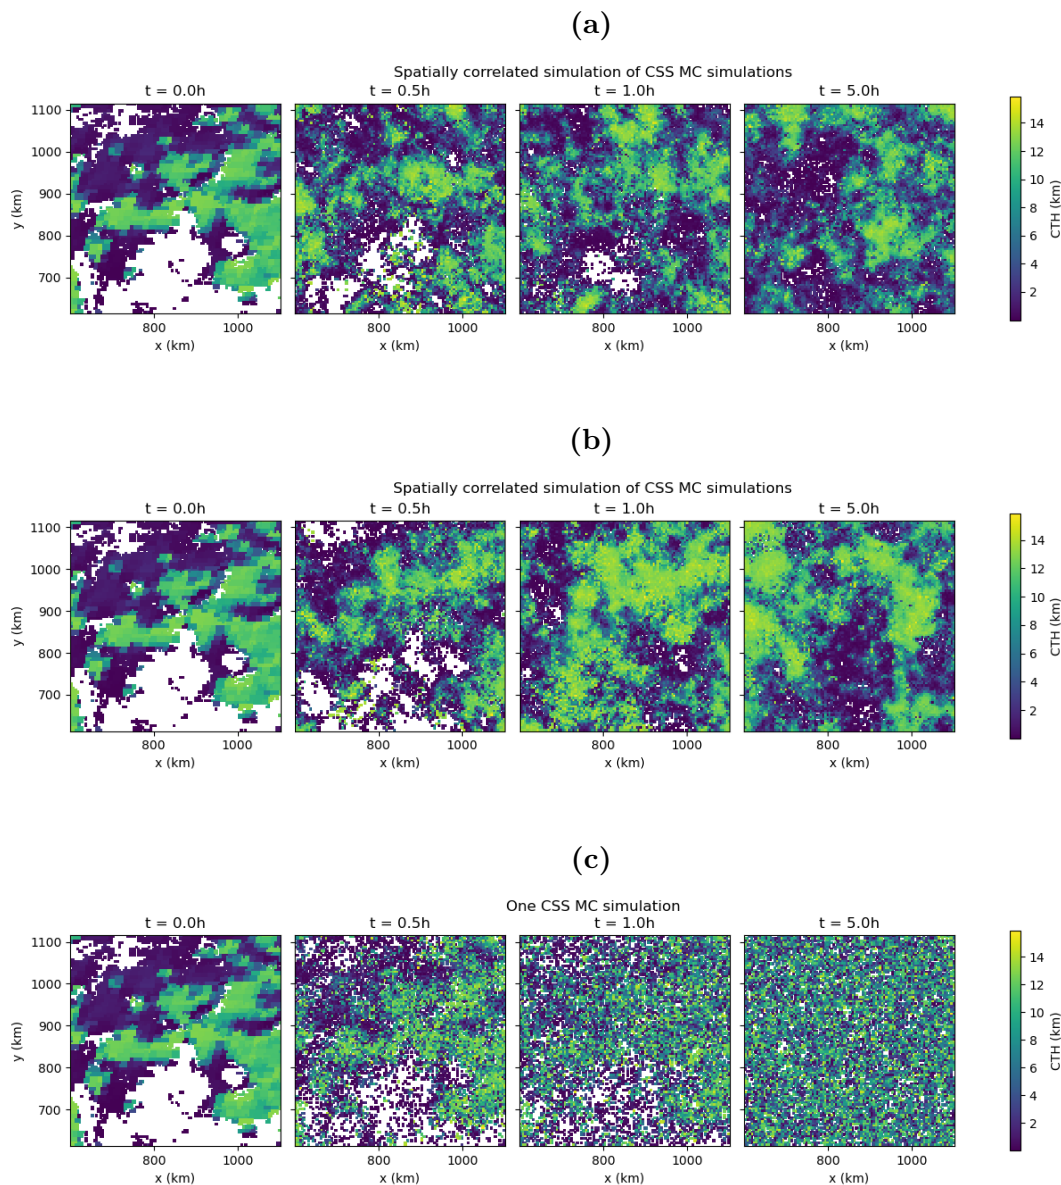 (a)
Spatially correlated simulation of CSS MC simulations
t = 0.0h t = 0.5h t = 1.0h t = 5.0h
1100
1000
900
800
700
y (km)
800 1000 800 1000 800 1000 800 1000
x (km) x (km) x (km) x (km)
14
12
10
8
6
4
2
CTH (km)
(b)
Spatially correlated simulation of CSS MC simulations
t = 0.0h t = 0.5h t = 1.0h t = 5.0h
1100
1000
900
800
700
y (km)
800 1000 800 1000 800 1000 800 1000
x (km) x (km) x (km) x (km)
14
12
10
8
6
4
2
CTH (km)
(c)
One CSS MC simulation
t = 0.0h t = 0.5h t = 1.0h t = 5.0h
1100
1000
900
800
700
y (km)
800 1000 800 1000 800 1000 800 1000
x (km) x (km) x (km) x (km)
14
12
10
8
6
4
2
CTH (km)